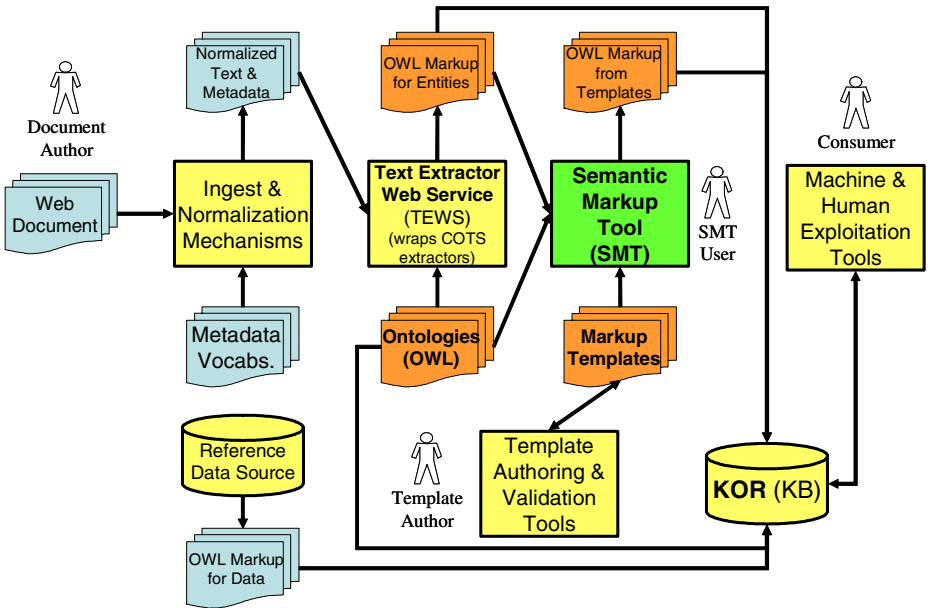 Normalized
Text &
Metadata
OWL Markup
for Entities
OWL Markup
from
Templates
Document
Author
Consumer
Web
Document
Ingest &
Normalization
Mechanisms
Text Extractor
Web Service
(TEWS)
(wraps COTS
extractors)
Semantic
Markup
Tool
(SMT)
SMT
User
Machine &
Human
Exploitation
Tools
Metadata
Vocabs.
Ontologies
(OWL)
Markup
Templates
Reference
Data Source
Template
Author
Template
Authoring &
Validation
Tools
KOR (KB)
OWL Markup
for Data